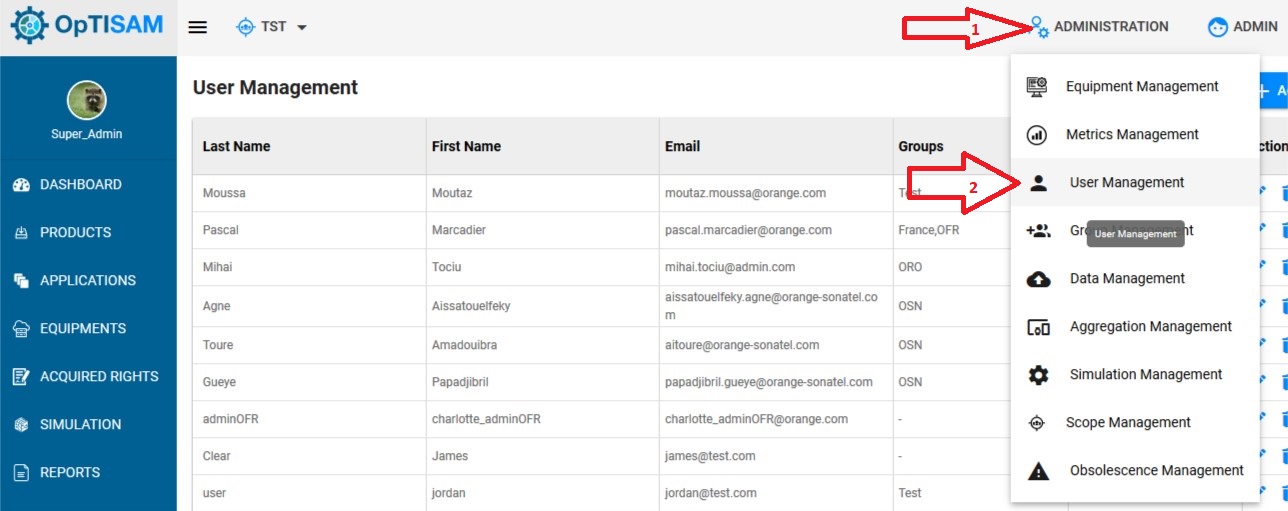 OpTISAM
TST
1
ADMINISTRATION
ADMIN
Super_Admin
DASHBOARD
PRODUCTS
APPLICATIONS
EQUIPMENTS
ACQUIRED RIGHTS
SIMULATION
REPORTS
User Management
Last Name First Name Email Groups
Moussa Moutaz moutaz.moussa@orange.com Test
Pascal Marcadier pascal.marcadier@orange.com France,OFR
Mihai Tociu mihai.tociu@admin.com ORO
Agne Aissatouelfeky aissatouelfeky.agne@orange-sonatel.co
m OSN
Toure Amadouibra aitoure@orange-sonatel.com OSN
Gueye Papadjibril papadjibril.gueye@orange-sonatel.com OSN
adminOFR charlotte_adminOFR charlotte_adminOFR@orange.com -
Clear James james@test.com -
user jordan jordan@test.com Test
Equipment Management
Metrics Management
2
User Management
User Management
Data Management
Aggregation Management
Simulation Management
Scope Management
Obsolescence Management